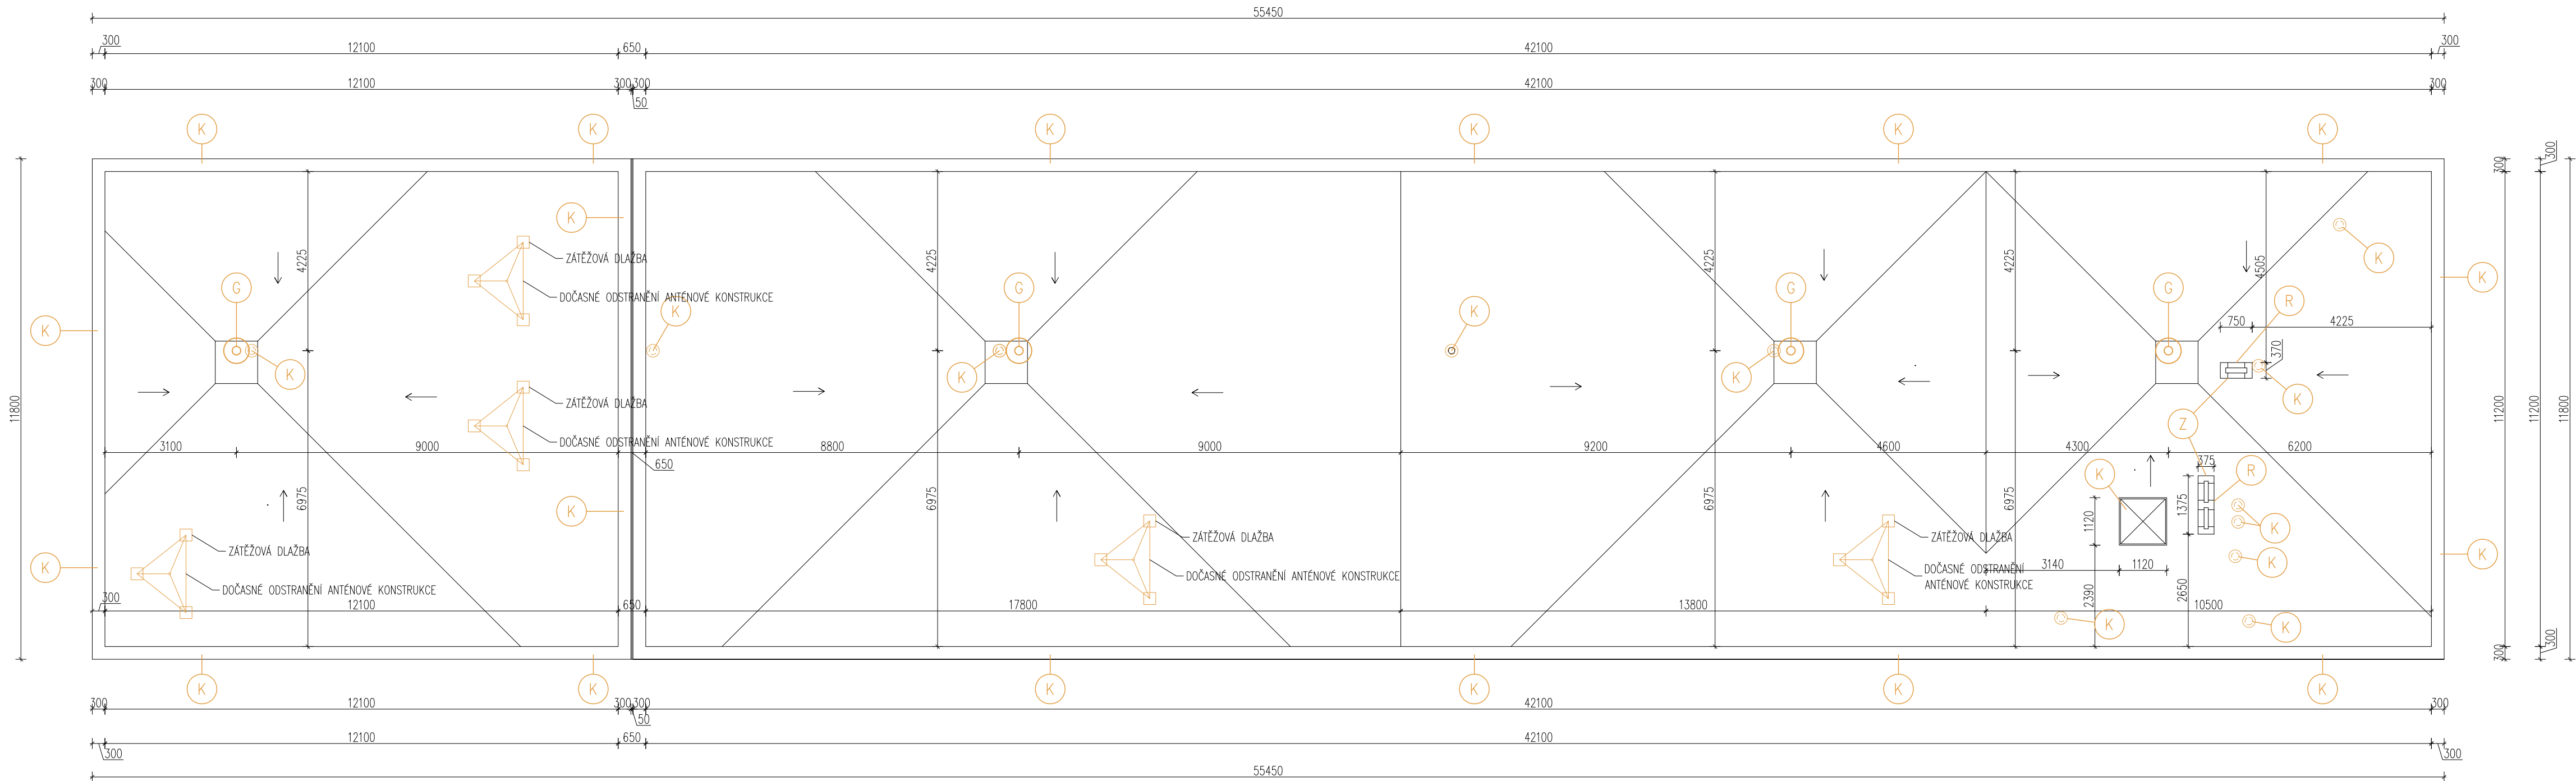 55450
300
12100
650
42100
300
300
12100
300
300
50
42100
300
K
K
K
K
K
K
300
300
11800
K
4225
ZÁTĚŽOVÁ DLAŽBA
DOČASNÉ ODSTRANĚNÍ ANTÉNOVÉ KONSTRUKCE
4225
4225
4225
4505
K
K
G
K
K
G
K
G
G
R
K
K
K
K
750
4225
370
K
ZÁTĚŽOVÁ DLAŽBA
DOČASNÉ ODSTRANĚNÍ ANTÉNOVÉ KONSTRUKCE
Z
11200
11200
11800
3100
9000
650
8800
9000
9200
4600
4300
6200
375
K
R
K
6975
6975
6975
6975
1375
1120
K
ZÁTĚŽOVÁ DLAŽBA
DOČASNÉ ODSTRANĚNÍ ANTÉNOVÉ KONSTRUKCE
ZÁTĚŽOVÁ DLAŽBA
DOČASNÉ ODSTRANĚNÍ ANTÉNOVÉ KONSTRUKCE
ZÁTĚŽOVÁ DLAŽBA
DOČASNÉ ODSTRANĚNÍ
ANTÉNOVÉ KONSTRUKCE
3140
1120
K
K
K
2390
2650
300
12100
650
17800
13800
10500
K
K
300
300
K
K
K
K
K
K
300
12100
300
300
50
42100
300
300
12100
650
42100
300
55450